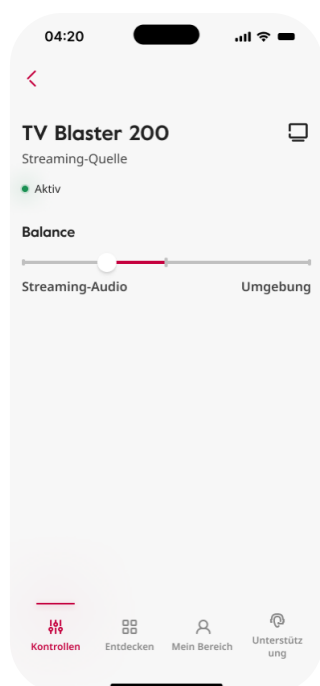 04:20
TV Blaster 200
Streaming-Quelle
Aktiv
Balance
Streaming-Audio Umgebung
Kontrollen Entdecken Mein Bereich Unterstütz
ung